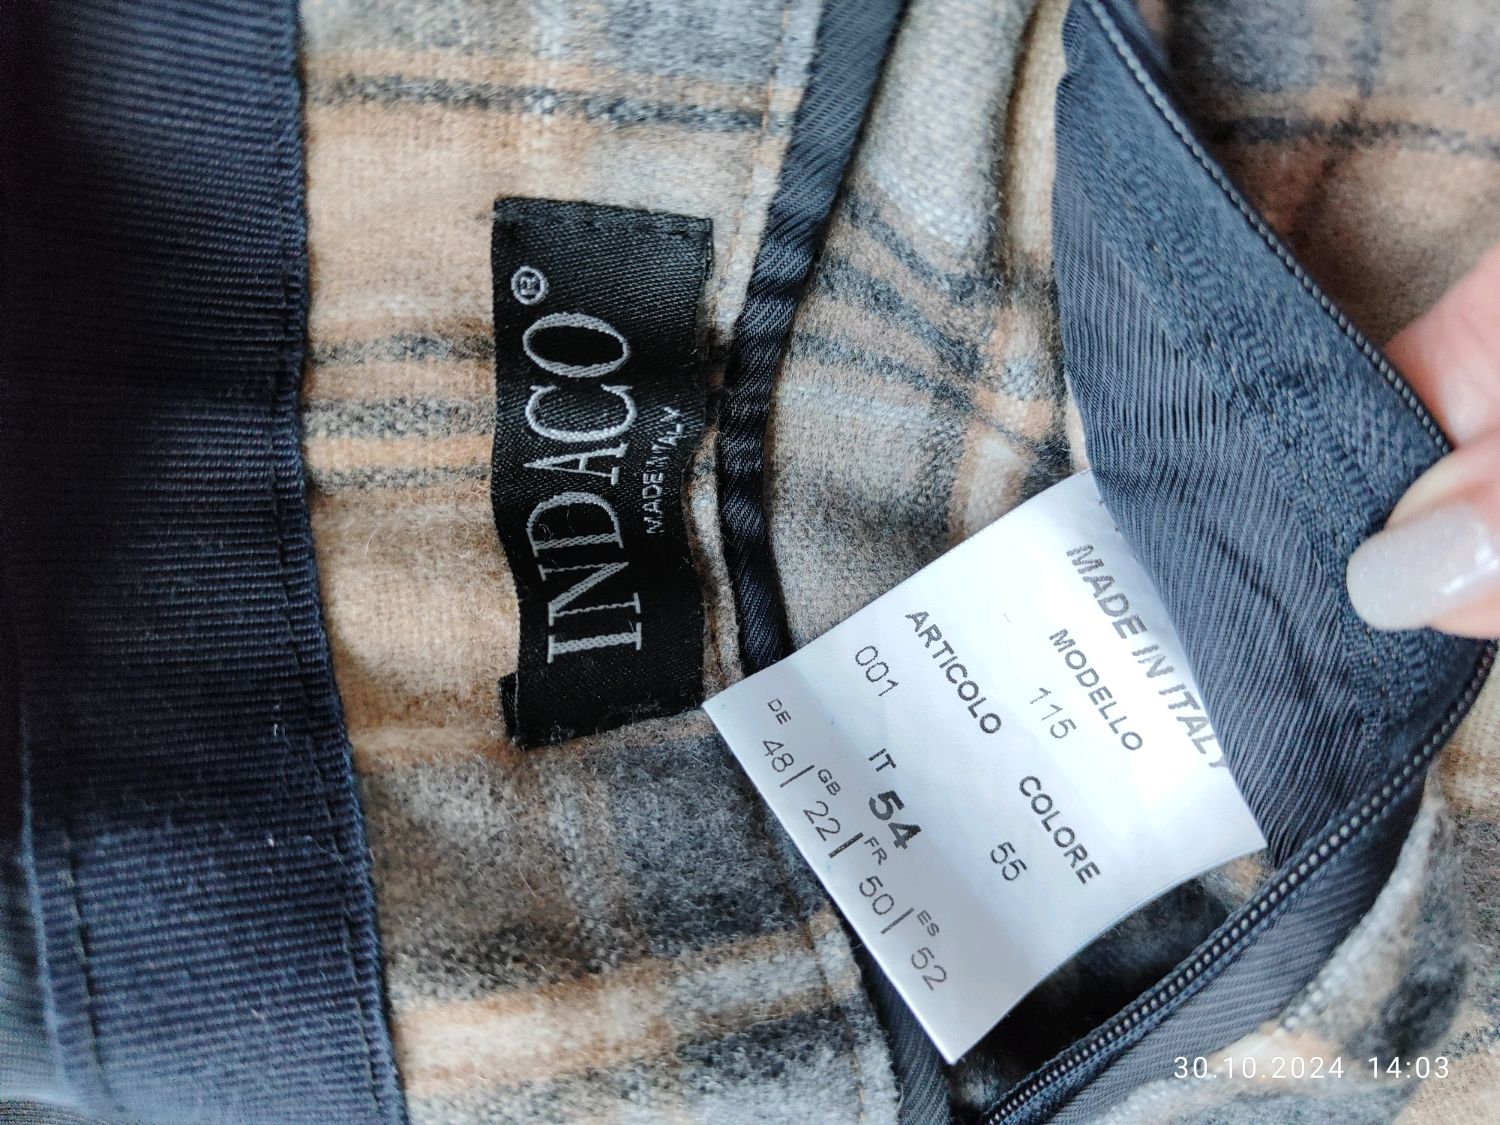 INDACO®
MADE IN ITALY
MADE IN ITALY
MODELLO
115
ARTICOLO
001
COLORE
55
IT 54
DE 48| GB 22| FR 50| ES 52
30.10.2024 14:03